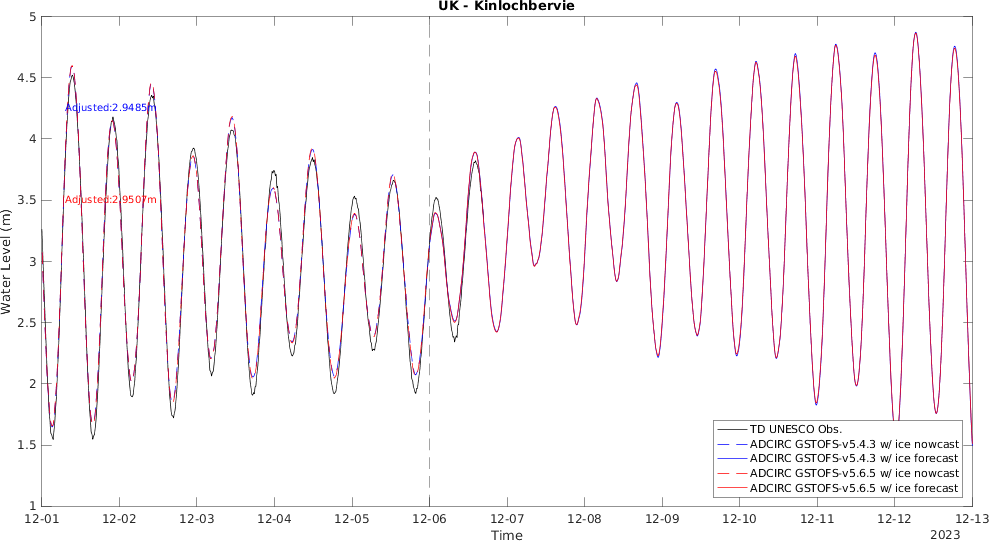 UK - Kinlochbervie
5
4.5
4
3.5
3
2.5
2
1.5
1
Water Level (m)
Adjusted:2.9485m
Adjusted:2.9507m
TD UNESCO Obs.
ADCIRC GSTOFS-v5.4.3 w/ ice nowcast
ADCIRC GSTOFS-v5.4.3 w/ ice forecast
ADCIRC GSTOFS-v5.6.5 w/ ice nowcast
ADCIRC GSTOFS-v5.6.5 w/ ice forecast
12-01 12-02 12-03 12-04 12-05 12-06 12-07 12-08 12-09 12-10 12-11 12-12 12-13
Time
2023